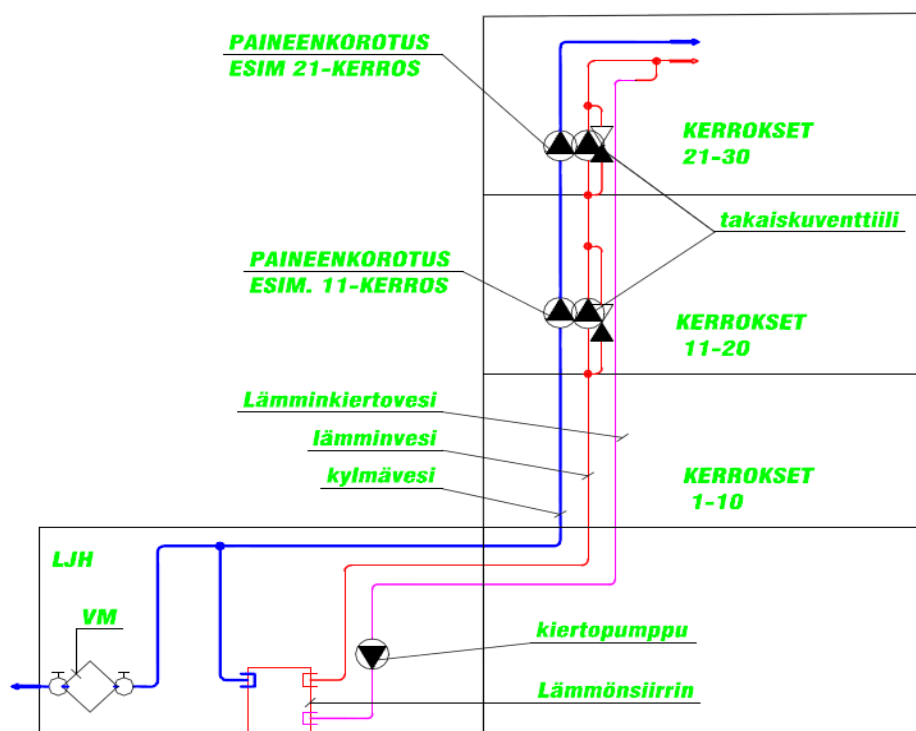 PAINEENKOROTUS
ESIM 21-KERROS
KERROKSET
21-30
takaiskuventtiili
PAINEENKOROTUS
ESIM. 11-KERROS
KERROKSET
11-20
Lämminkiertovesi
lämminvesi
kylmävesi
KERROKSET
1-10
LJH
VM
kiertopumppu
Lämmönsiirrin